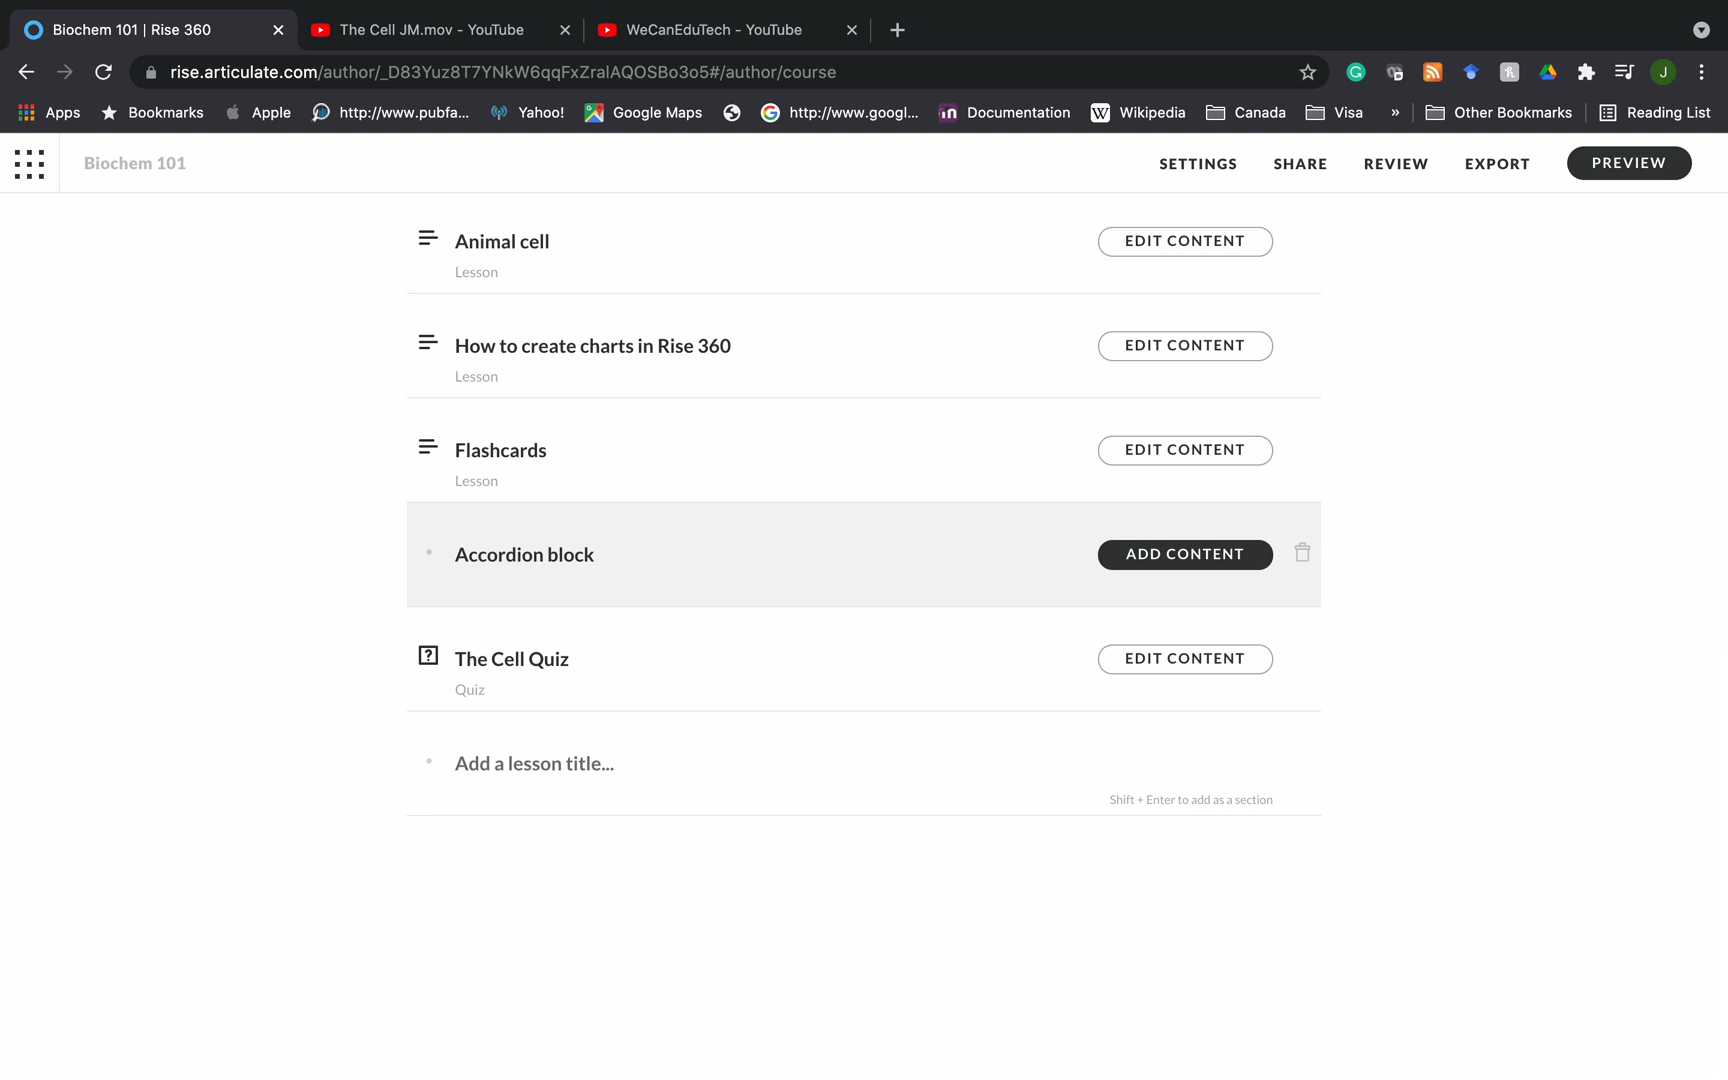 Biochem 101 | Rise 360
The Cell JM.mov - YouTube
WeCanEduTech - YouTube
rise.articulate.com/author/_D83Yuz8T7YNkW6qqFxZralAQOSBo3o5#/author/course
J
Apps
Bookmarks
Apple
http://www.pubfa...
Yahoo!
Google Maps
http://www.googl...
Documentation
Wikipedia
Canada
Visa
»
Other Bookmarks
Reading List
Biochem 101
SETTINGS
SHARE
REVIEW
EXPORT
PREVIEW
Animal cell
EDIT CONTENT
Lesson
How to create charts in Rise 360
EDIT CONTENT
Lesson
Flashcards
EDIT CONTENT
Lesson
Accordion block
ADD CONTENT
The Cell Quiz
EDIT CONTENT
Quiz
Add a lesson title...
Shift + Enter to add as a section